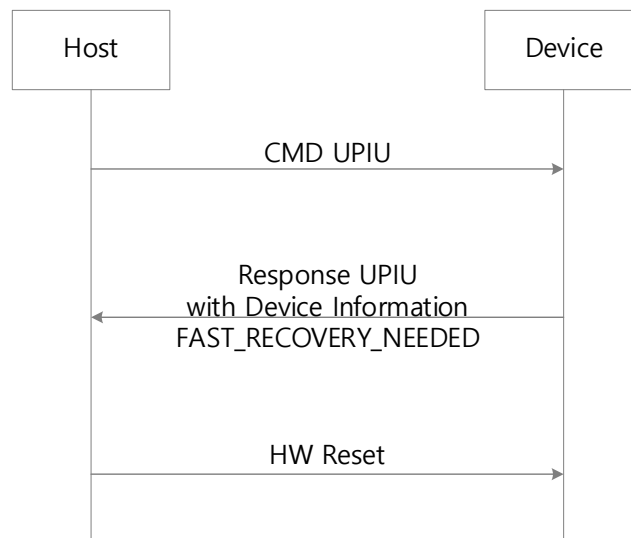 Host
Device
CMD UPIU
Response UPIU
with Device Information
FAST_RECOVERY_NEEDED
HW Reset